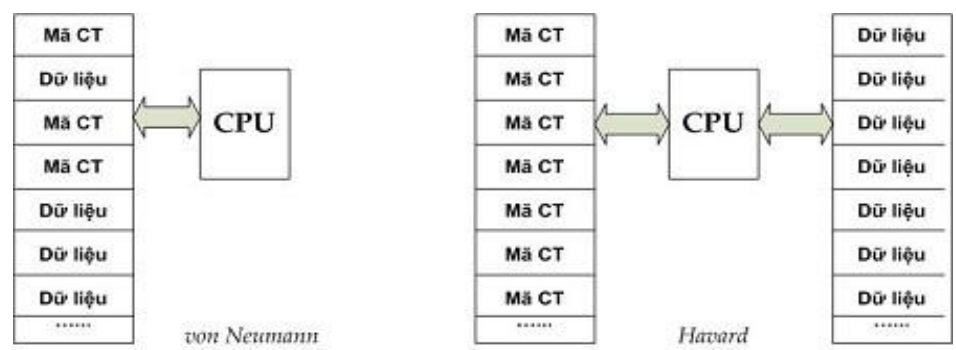 Mã CT
Dữ liệu
Mã CT
Mã CT
Dữ liệu
Dữ liệu
Dữ liệu
......
CPU
von Neumann
Mã CT
Mã CT
Mã CT
Mã CT
Mã CT
Mã CT
Mã CT
......
CPU
Dữ liệu
Dữ liệu
Dữ liệu
Dữ liệu
Dữ liệu
Dữ liệu
Dữ liệu
......
Havard